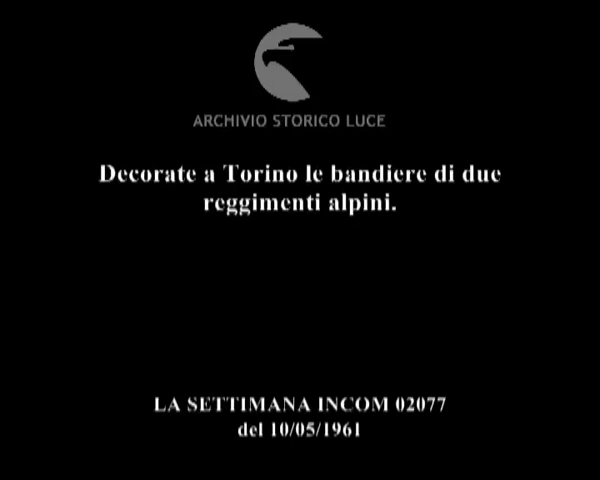 ARCHIVIO STORICO LUCE
Decorate a Torino le bandiere di due
reggimenti alpini.
LA SETTIMANA INCOM 02077
del 10/05/1961